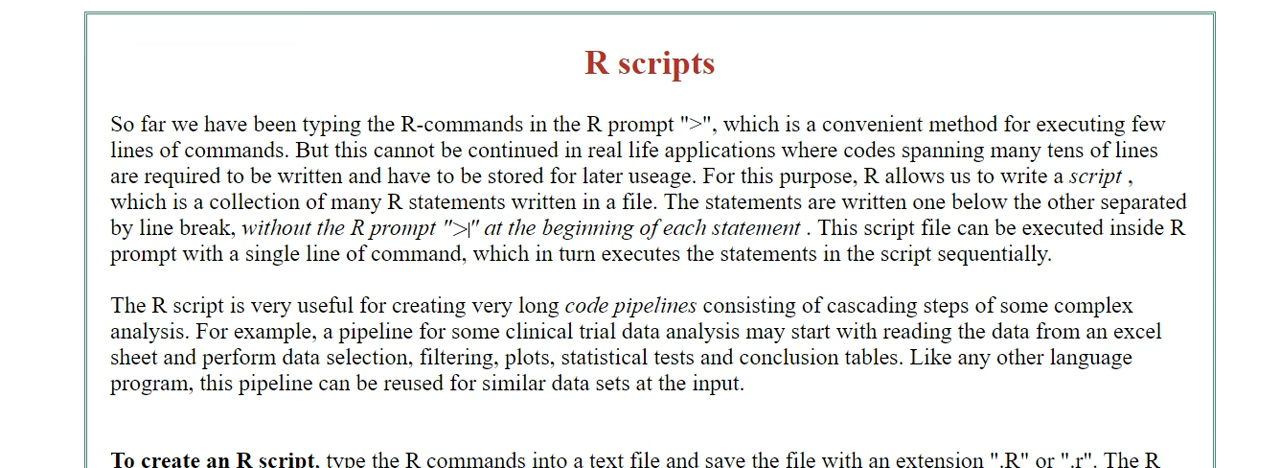 R scripts
So far we have been typing the R-commands in the R prompt ">", which is a convenient method for executing few
lines of commands. But this cannot be continued in real life applications where codes spanning many tens of lines
are required to be written and have to be stored for later useage. For this purpose, R allows us to write a script ,
which is a collection of many R statements written in a file. The statements are written one below the other separated
by line break, without the R prompt ">" at the beginning of each statement . This script file can be executed inside R
prompt with a single line of command, which in turn executes the statements in the script sequentially.
The R script is very useful for creating very long code pipelines consisting of cascading steps of some complex
analysis. For example, a pipeline for some clinical trial data analysis may start with reading the data from an excel
sheet and perform data selection, filtering, plots, statistical tests and conclusion tables. Like any other language
program, this pipeline can be reused for similar data sets at the input.
To create an R script, type the R commands into a text file and save the file with an extension ".R" or ".r". The R